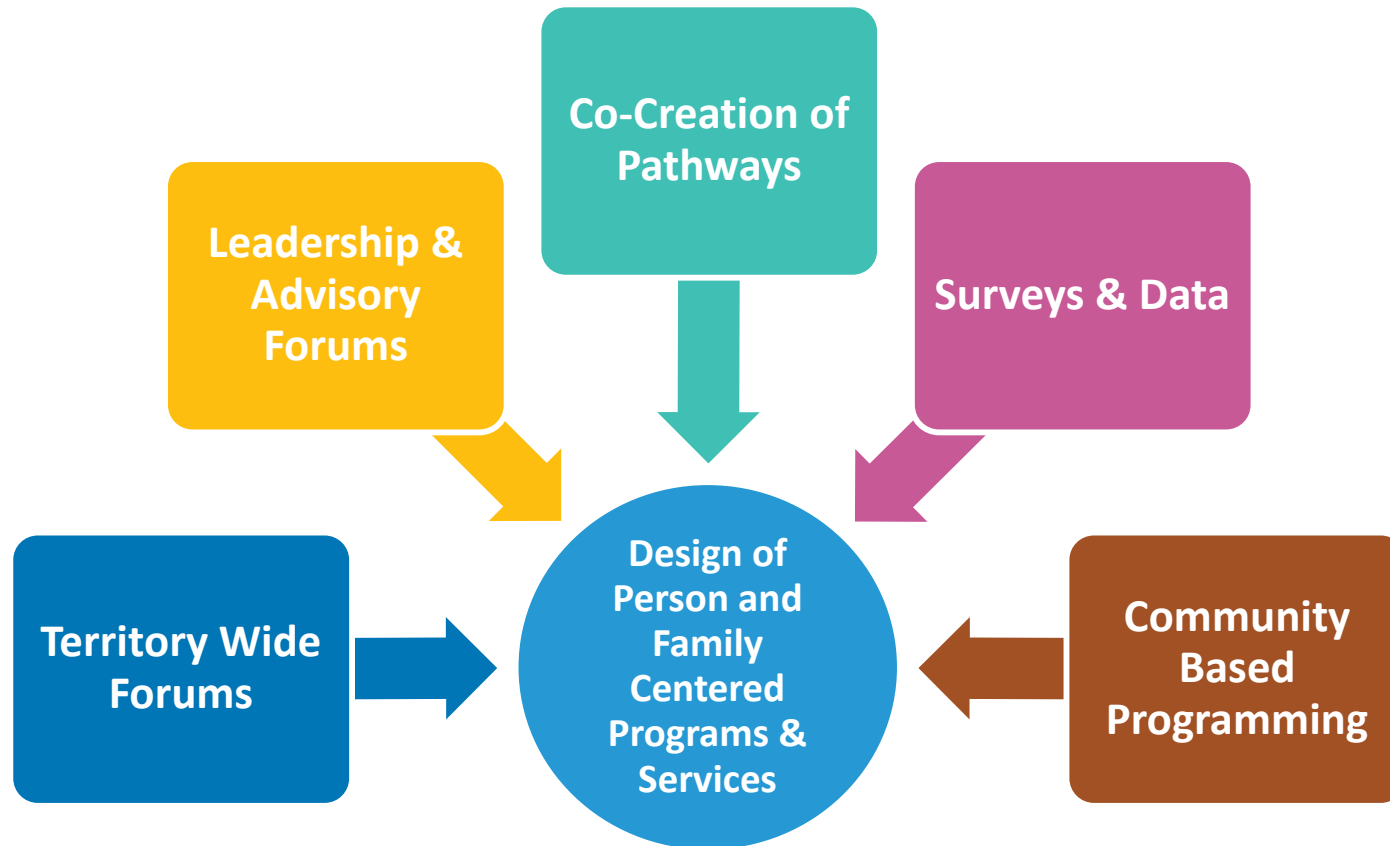 Co-Creation of
Pathways
Leadership &
Advisory
Forums
Surveys & Data
Territory Wide
Forums
Design of
Person and
Family
Centered
Programs &
Services
Community
Based
Programming